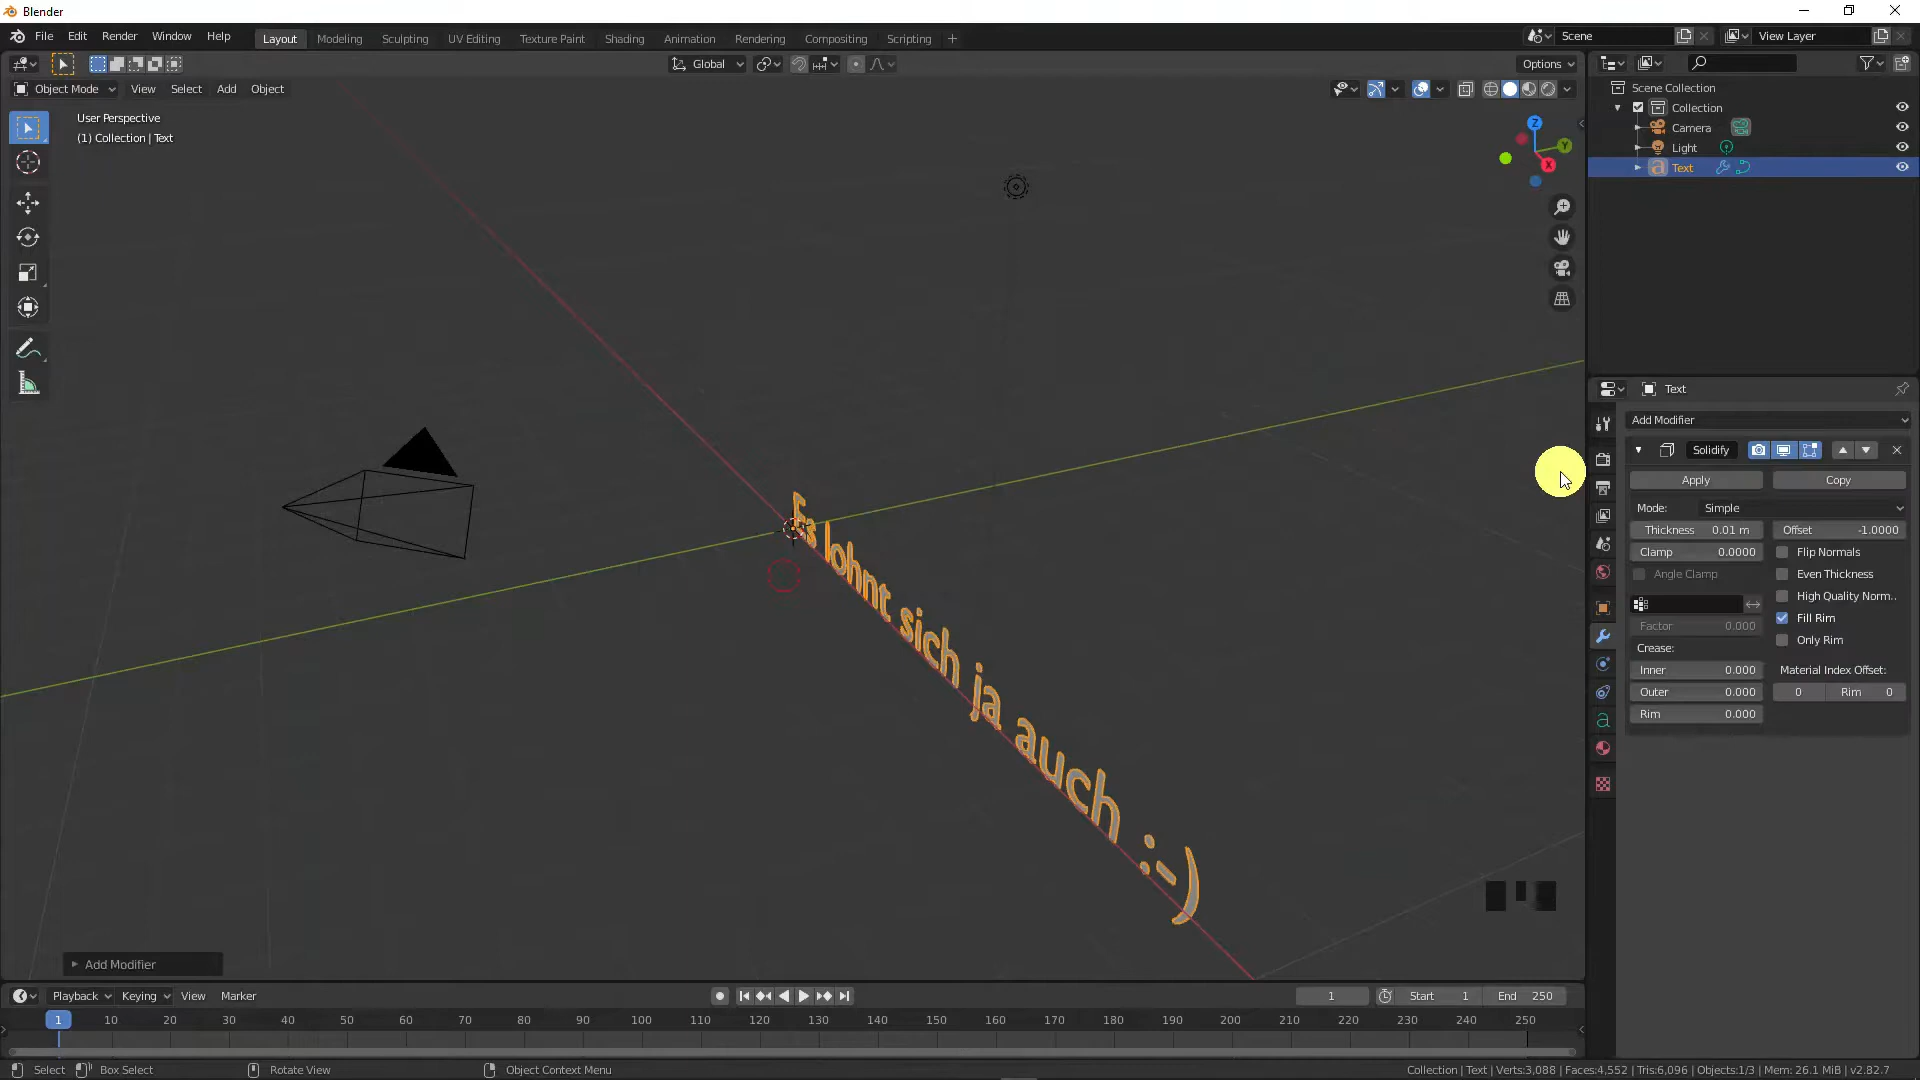 Blender
File Edit Render Window Help Layout Modeling Sculpting UV Editing Texture Paint Shading Animation Rendering Compositing Scripting + Scene View Layer
Global Options
Object Mode View Select Add Object
User Perspective
(1) Collection | Text
Z
Y
X
Scene Collection
Collection
Camera
Light
a Text
Text
Add Modifier
Solidify
Apply Copy
Mode: Simple
Thickness 0.01 m Offset -1.0000
Clamp 0.0000 Flip Normals
Angle Clamp Even Thickness
High Quality Norm..
Factor 0.000 Fill Rim
Crease: Only Rim
Inner 0.000 Material Index Offset:
Outer 0.000 0 Rim 0
Rim 0.000
Es lohnt sich ja auch :-)
Add Modifier
Playback Keying View Marker 1 Start 1 End 250
1 10 20 30 40 50 60 70 80 90 100 110 120 130 140 150 160 170 180 190 200 210 220 230 240 250
Select Box Select Rotate View Object Context Menu Collection | Text | Verts:3,088 | Faces:4,552 | Tris:6,096 | Objects:1/3 | Mem: 26.1 MiB | v2.82.7